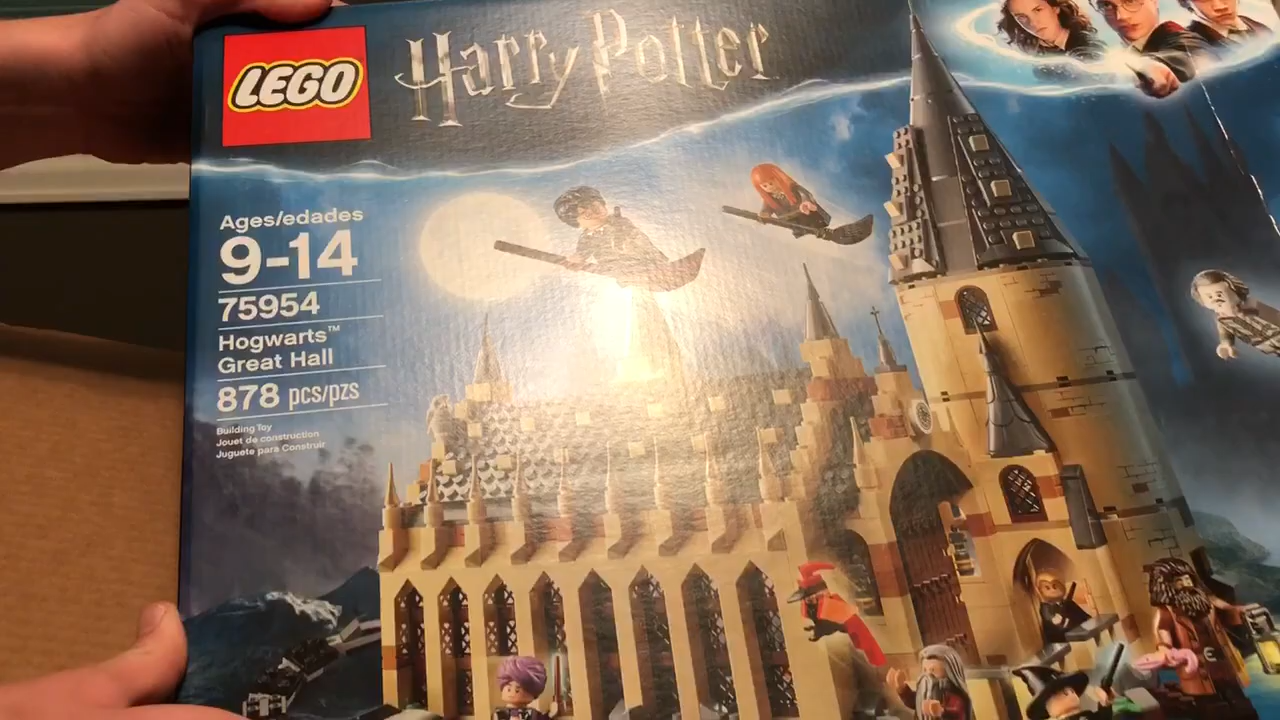 LEGO
Harry Potter
Ages/edades
9-14
75954
Hogwarts™
Great Hall
878 pcs/pzs
Building Toy
Jouet de construction
Juguete para Construir